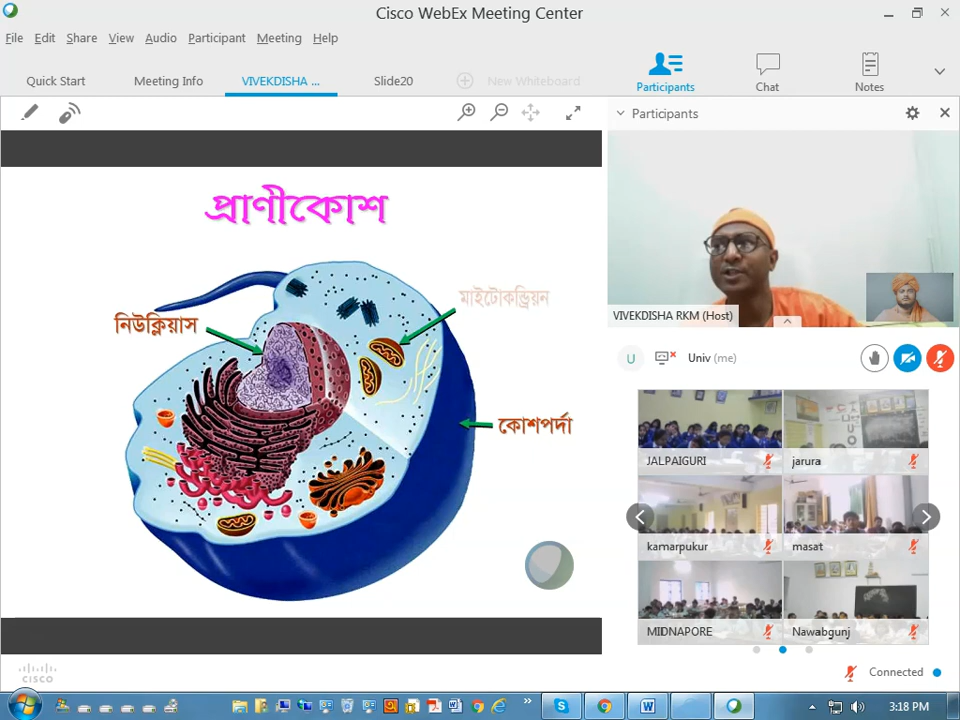 Cisco WebEx Meeting Center
File Edit Share View Audio Participant Meeting Help
Quick Start Meeting Info VIVEKDISHA ... Slide20 New Whiteboard
Participants Chat Notes
Participants
প্রাণীকোশ
মাইটোকন্ড্রিয়ন
নিউক্লিয়াস
কোশপর্দা
VIVEKDISHA RKM (Host)
U Univ (me)
JALPAIGURI jarura
kamarpukur masat
MIDNAPORE Nawabgunj
CISCO
Connected
3:18 PM